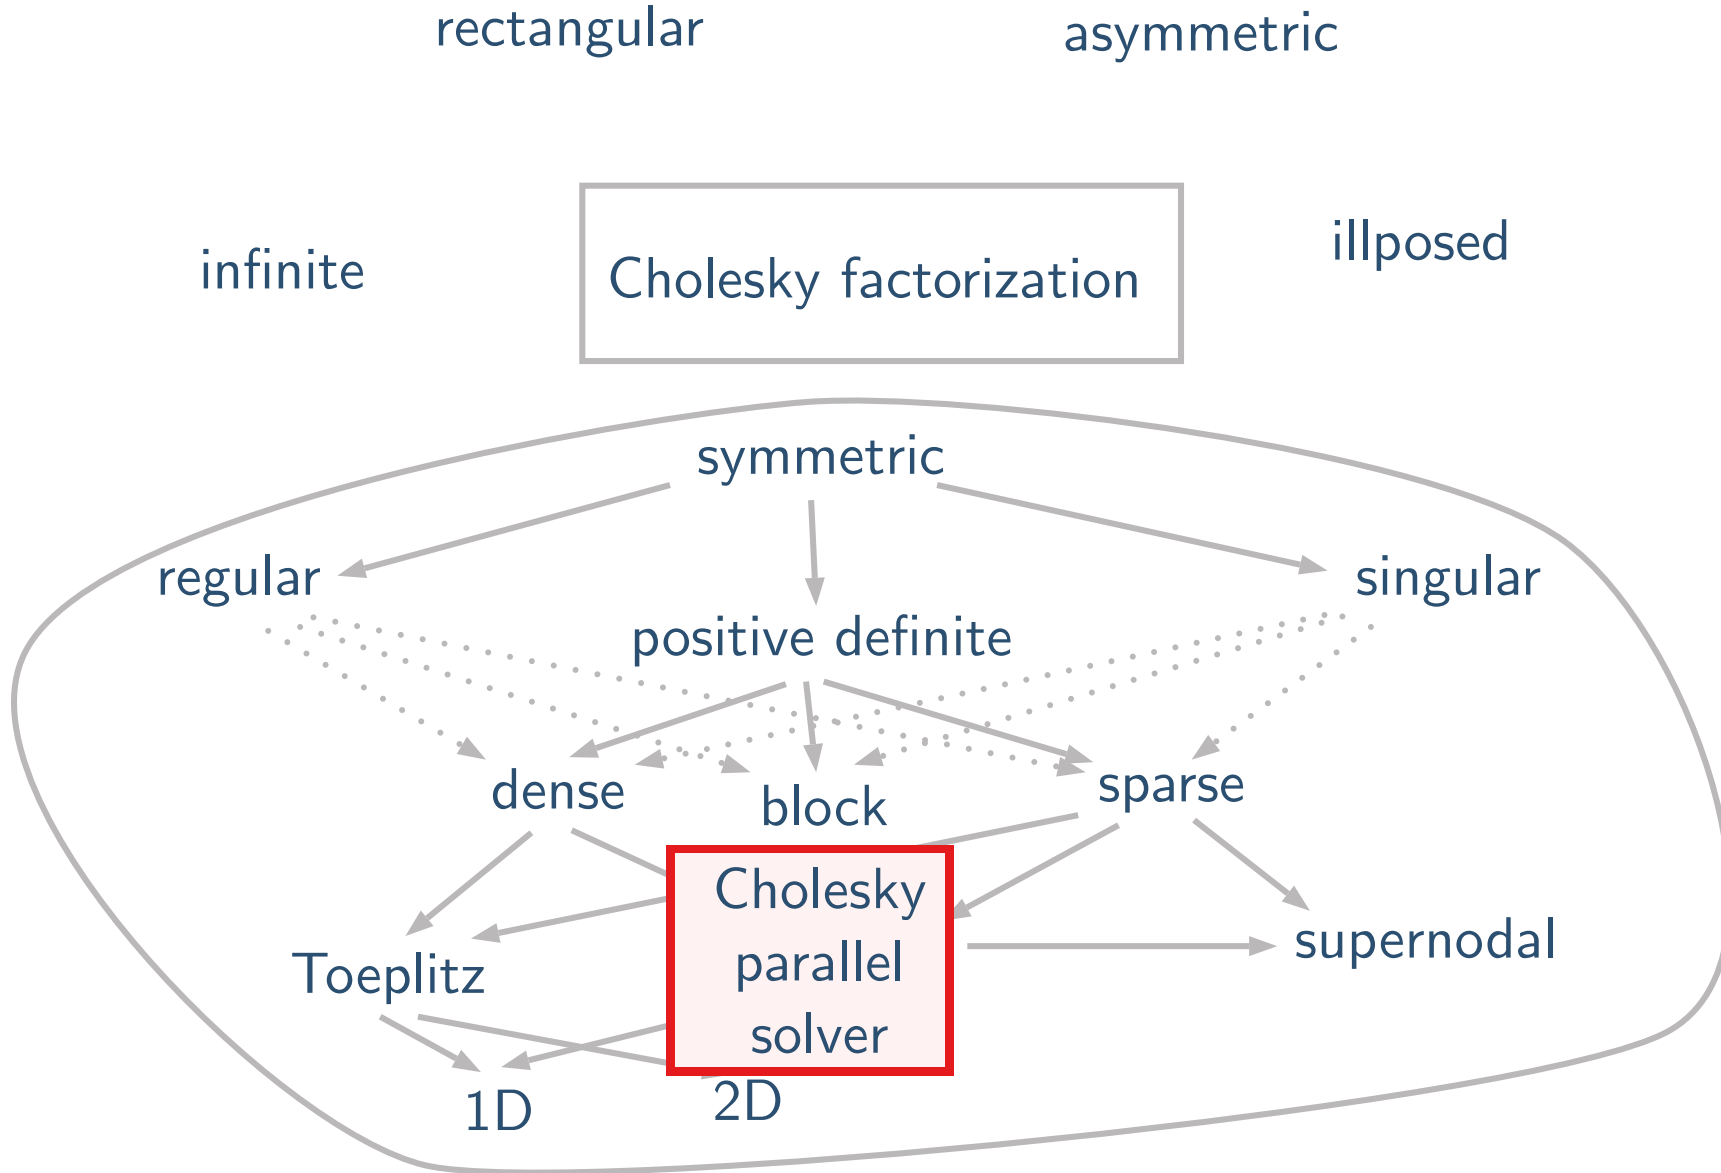 rectangular
asymmetric
infinite
Cholesky factorization
illposed
symmetric
regular
singular
positive definite
dense
block
sparse
Cholesky
parallel
solver
Toeplitz
supernodal
1D
2D